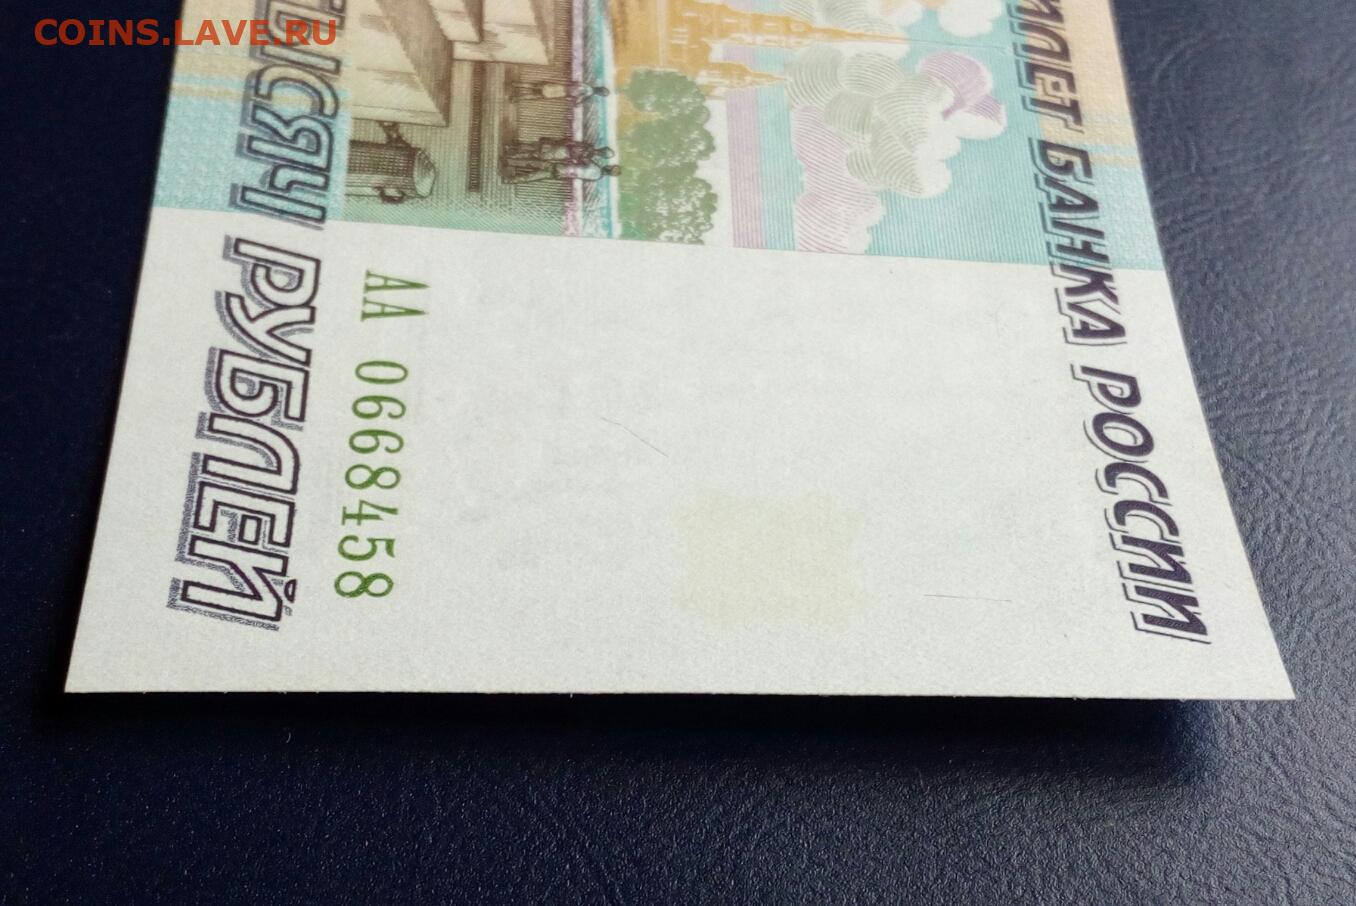 COINS.LAVE.RU
БИЛЕТ БАНКА РОССИИ
АА 0668458
ТЫСЯЧ РУБЛЕЙ